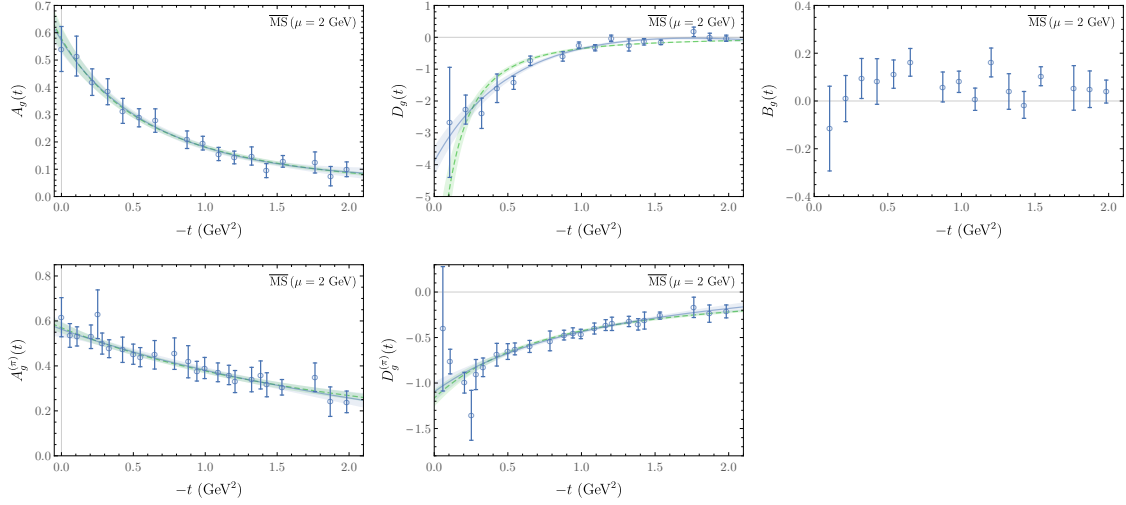 0.7
0.6
0.5
0.4
0.3
0.2
0.1
0.0
A_g(t)
MS (μ = 2 GeV)
0.0 0.5 1.0 1.5 2.0
−t (GeV²)
0
−1
−2
−3
−4
−5
D_g(t)
MS (μ = 2 GeV)
0.0 0.5 1.0 1.5 2.0
−t (GeV²)
0.4
0.2
0.0
−0.2
−0.4
B_g(t)
MS (μ = 2 GeV)
0.0 0.5 1.0 1.5 2.0
−t (GeV²)
0.8
0.6
0.4
0.2
0.0
A_g^(π)(t)
MS (μ = 2 GeV)
0.0 0.5 1.0 1.5 2.0
−t (GeV²)
0.0
−0.5
−1.0
−1.5
D_g^(π)(t)
MS (μ = 2 GeV)
0.0 0.5 1.0 1.5 2.0
−t (GeV²)